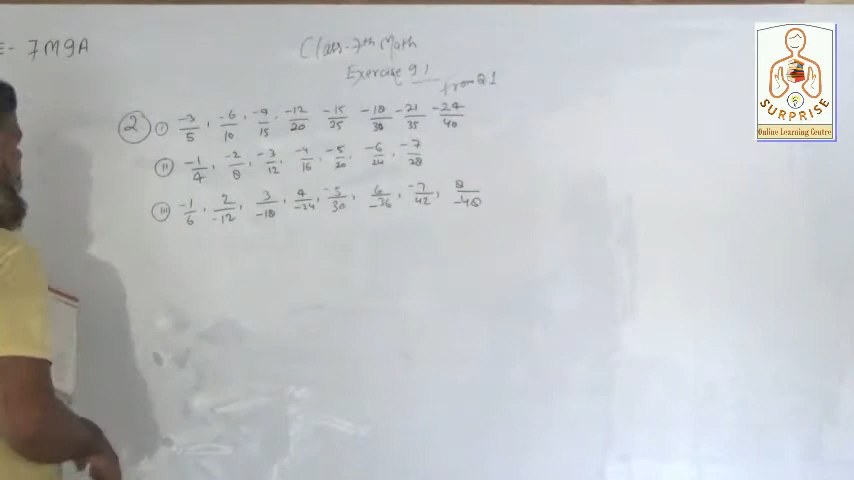 E- 7M9A
Class-7th Math
Exercise 9.1
from Q1
② ⓘ -3/5, -6/10, -9/15, -12/20 -15/25 -18/30 -21/35 -24/40
ⓘⓘ -1/4, -2/8, -3/12, -4/16, -5/20, -6/24, -7/28
ⓘⓘⓘ -1/6, 2/-12, 3/-18, 4/-24, -5/30, 6/-36, -7/42, 8/-48
SURPRISE
Online Learning Centre